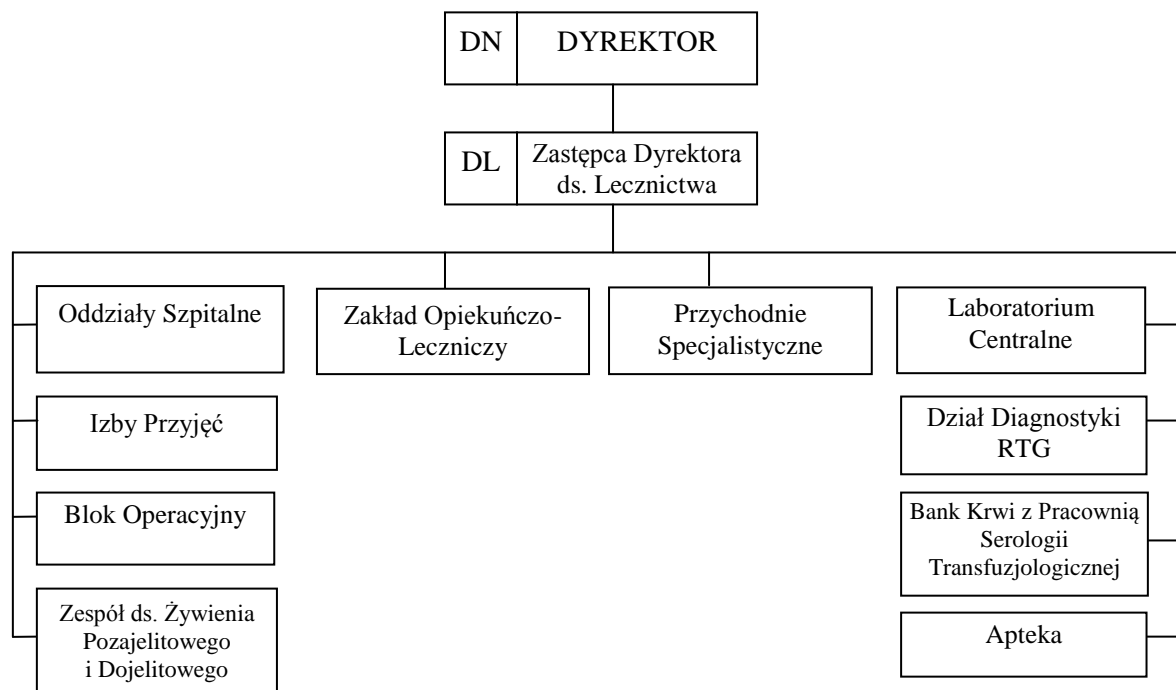 DN DYREKTOR
DL Zastępca Dyrektora
ds. Lecznictwa
Oddziały Szpitalne
Zakład Opiekuńczo-
Leczniczy
Przychodnie
Specjalistyczne
Laboratorium
Centralne
Izby Przyjęć
Dział Diagnostyki
RTG
Blok Operacyjny
Bank Krwi z Pracownią
Serologii
Transfuzjologicznej
Zespół ds. Żywienia
Pozajelitowego
i Dojelitowego
Apteka